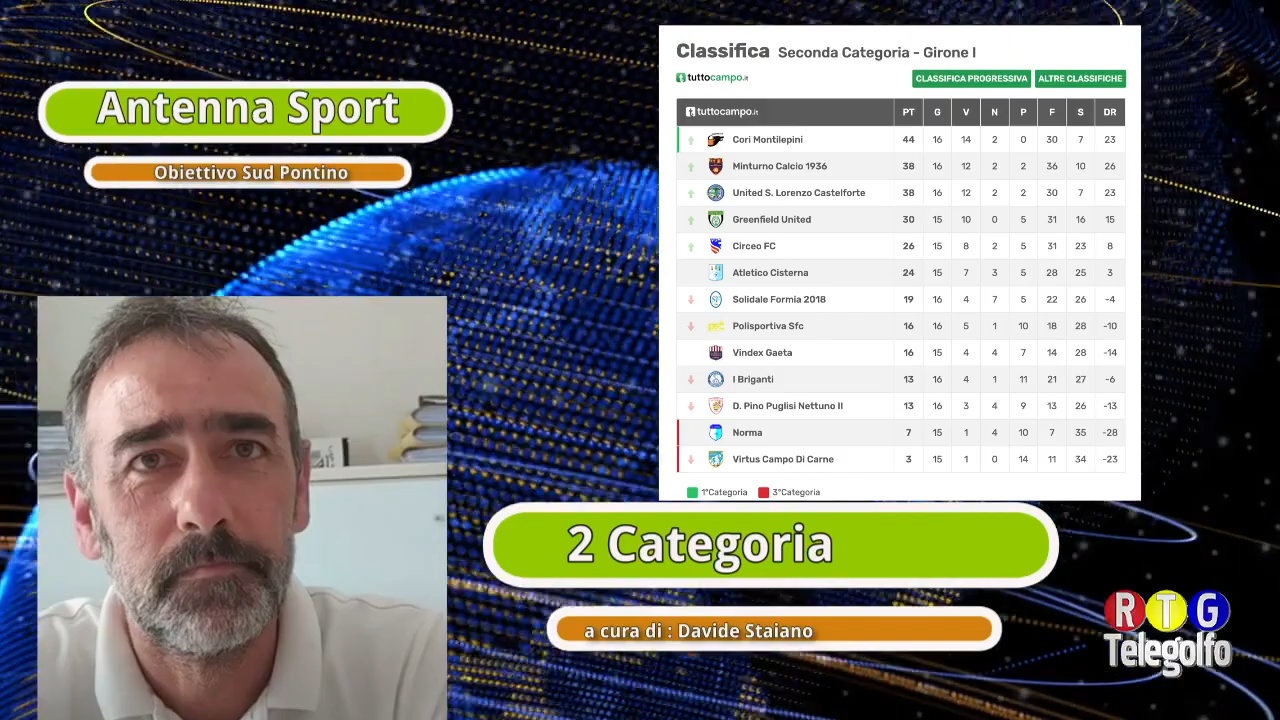 Antenna Sport
Obiettivo Sud Pontino
Classifica Seconda Categoria - Girone I
tuttocampo.it CLASSIFICA PROGRESSIVA ALTRE CLASSIFICHE
tuttocampo.it PT G V N P F S DR
Cori Montilepini 44 16 14 2 0 30 7 23
Minturno Calcio 1936 38 16 12 2 2 36 10 26
United S. Lorenzo Castelforte 38 16 12 2 2 30 7 23
Greenfield United 30 15 10 0 5 31 16 15
Circeo FC 26 15 8 2 5 31 23 8
Atletico Cisterna 24 15 7 3 5 28 25 3
Solidale Formia 2018 19 16 4 7 5 22 26 -4
Polisportiva Sfc 16 16 5 1 10 18 28 -10
Vindex Gaeta 16 15 4 4 7 14 28 -14
I Briganti 13 16 4 1 11 21 27 -6
D. Pino Puglisi Nettuno II 13 16 3 4 9 13 26 -13
Norma 7 15 1 4 10 7 35 -28
Virtus Campo Di Carne 3 15 1 0 14 11 34 -23
1°Categoria 3°Categoria
2 Categoria
a cura di : Davide Staiano
RTG
Telegolfo